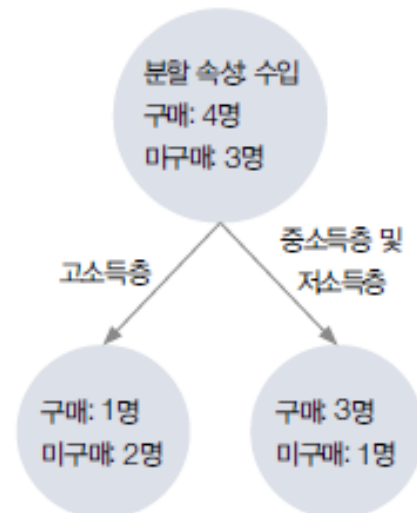 분할 속성: 수입
구매: 4명
미구매: 3명
고소득층
중소득층 및
저소득층
구매: 1명
미구매: 2명
구매: 3명
미구매: 1명